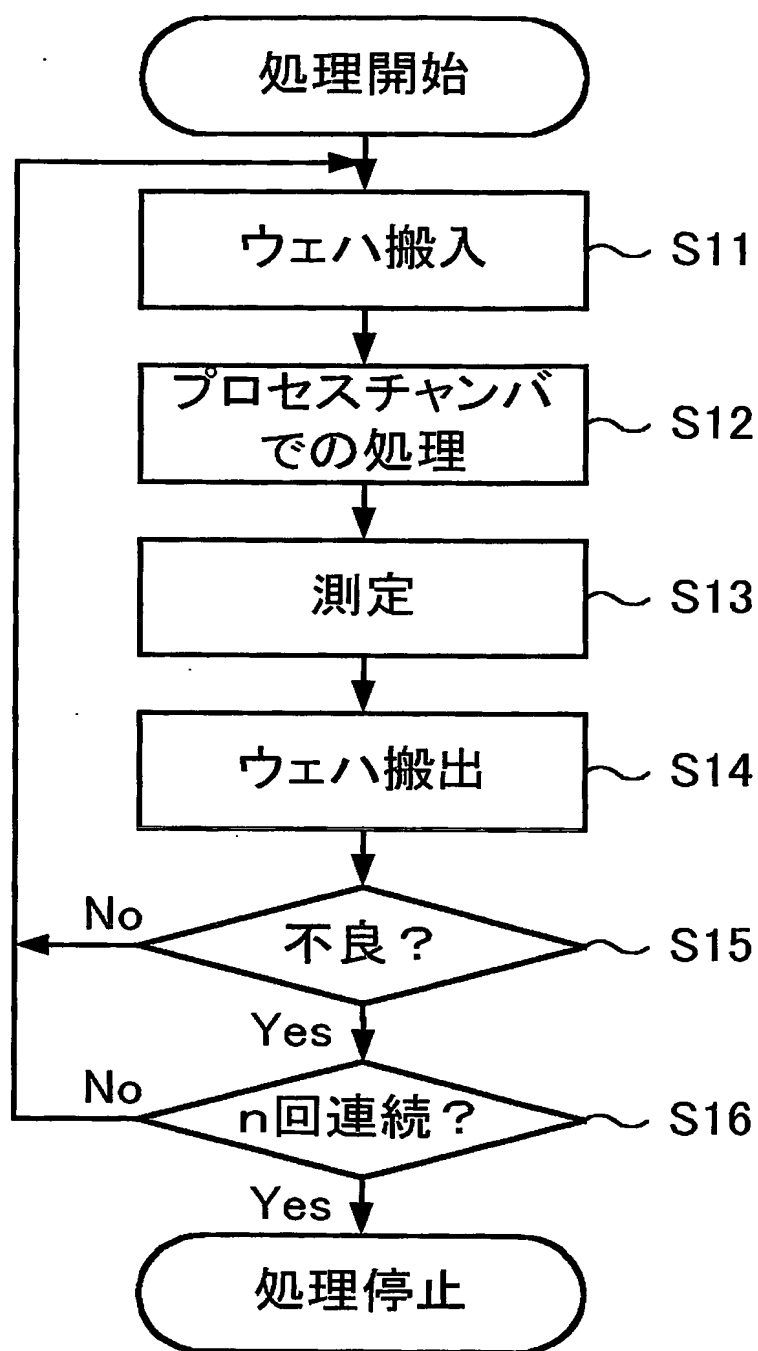 処理開始
ウェハ搬入
S11
プロセスチャンバ
での処理
S12
測定
S13
ウェハ搬出
S14
不良？
No
S15
Yes
n回連続？
No
S16
Yes
処理停止